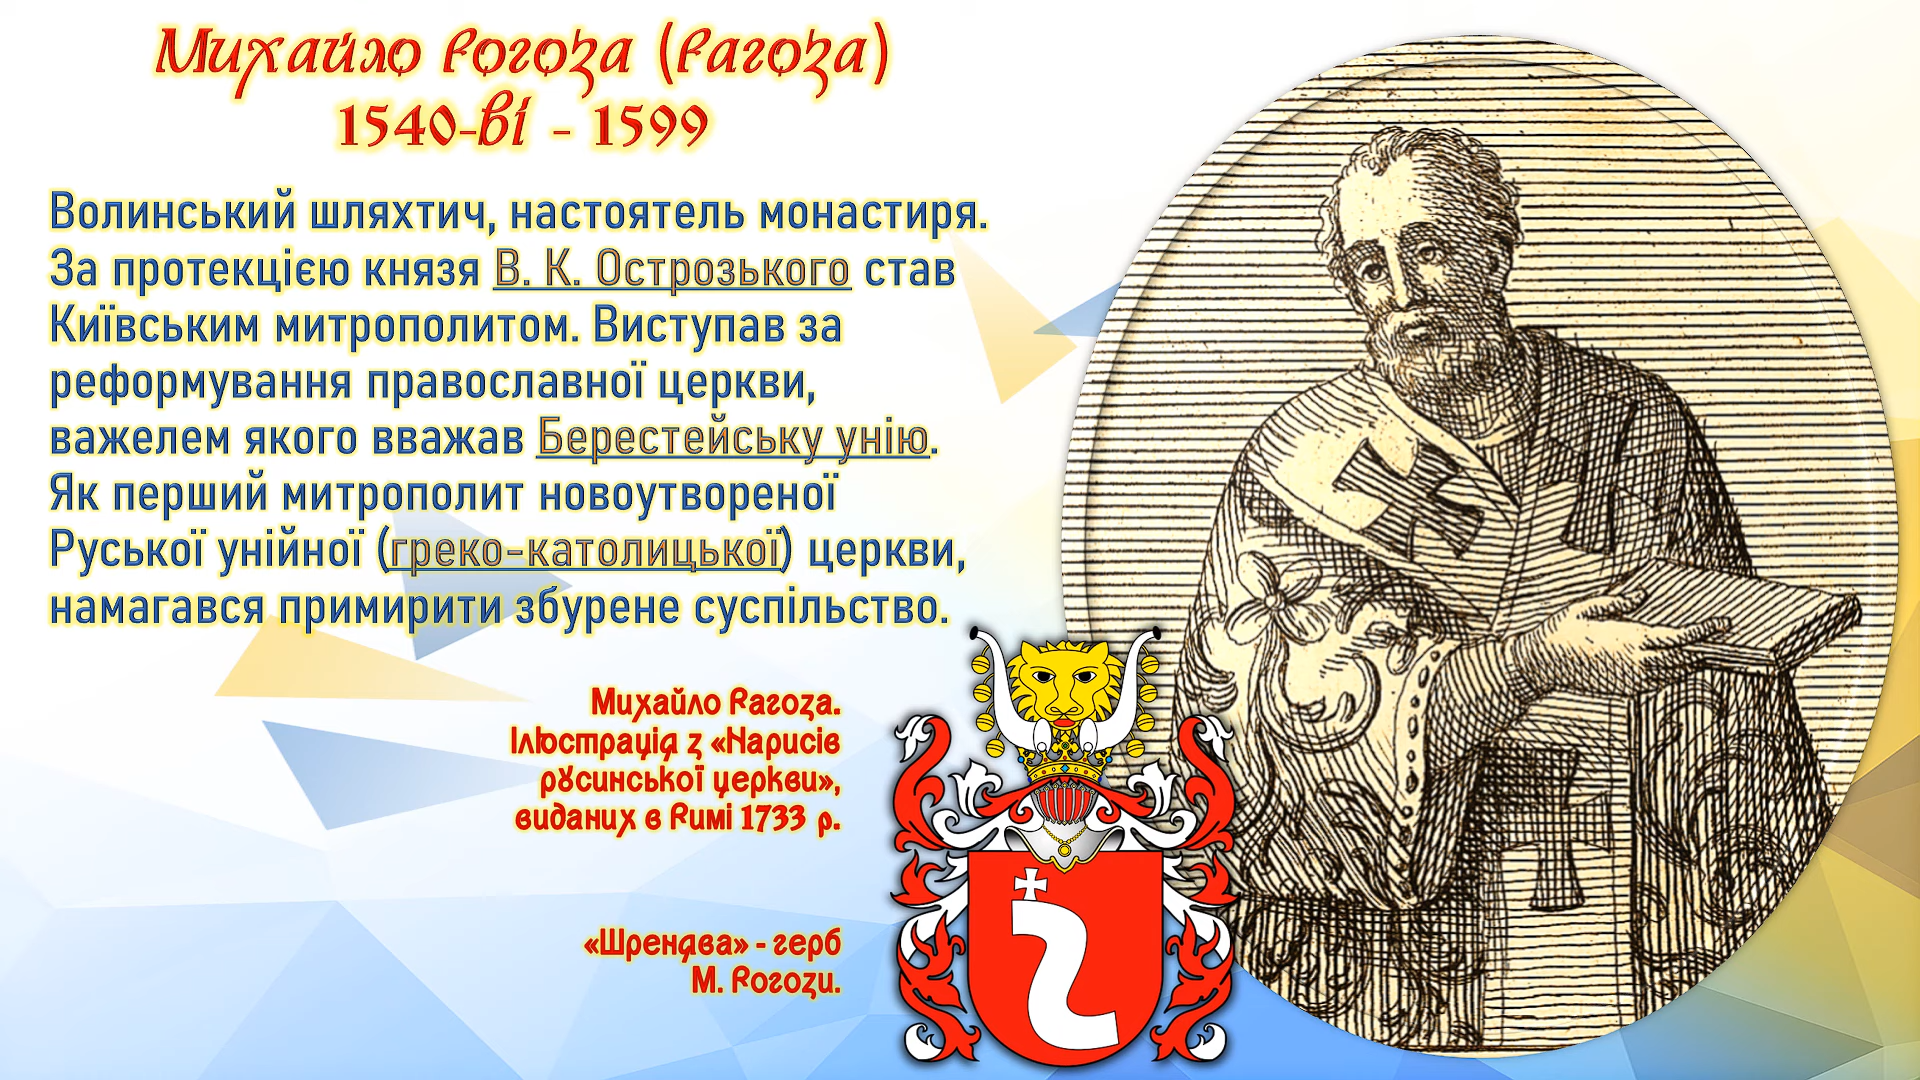 Михайло Рогоза (Рагоза)
1540-ві - 1599
Волинський шляхтич, настоятель монастиря.
За протекцією князя В. К. Острозького став
Київським митрополитом. Виступав за
реформування православної церкви,
важелем якого вважав Берестейську унію.
Як перший митрополит новоутвореної
Руської унійної (греко-католицької) церкви,
намагався примирити збурене суспільство.
Михайло Рагоза.
Ілюстрація з «Нарисів
русинської церкви»,
виданих в Римі 1733 р.
«Шренява» - герб
М. Рогози.